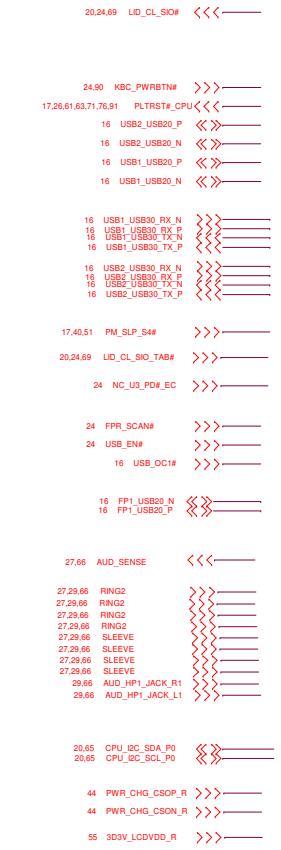 20,24,69 LID_CL_SIO#
24,90 KBC_PWRBTN#
17,26,61,63,71,76,91 PLTRST#_CPU
16 USB2_USB20_P
16 USB2_USB20_N
16 USB1_USB20_P
16 USB1_USB20_N
16 USB1_USB30_RX_N
16 USB1_USB30_RX_P
16 USB1_USB30_TX_N
16 USB1_USB30_TX_P
16 USB2_USB30_RX_N
16 USB2_USB30_RX_P
16 USB2_USB30_TX_N
16 USB2_USB30_TX_P
17,40,51 PM_SLP_S4#
20,24,69 LID_CL_SIO_TAB#
24 NC_U3_PD#_EC
24 FPR_SCAN#
24 USB_EN#
16 USB_OC1#
16 FP1_USB20_N
16 FP1_USB20_P
27,66 AUD_SENSE
27,29,66 RING2
27,29,66 RING2
27,29,66 RING2
27,29,66 RING2
27,29,66 SLEEVE
27,29,66 SLEEVE
27,29,66 SLEEVE
27,29,66 SLEEVE
29,66 AUD_HP1_JACK_R1
29,66 AUD_HP1_JACK_L1
20,65 CPU_I2C_SDA_P0
20,65 CPU_I2C_SCL_P0
44 PWR_CHG_CSOP_R
44 PWR_CHG_CSON_R
55 3D3V_LCDVDD_R